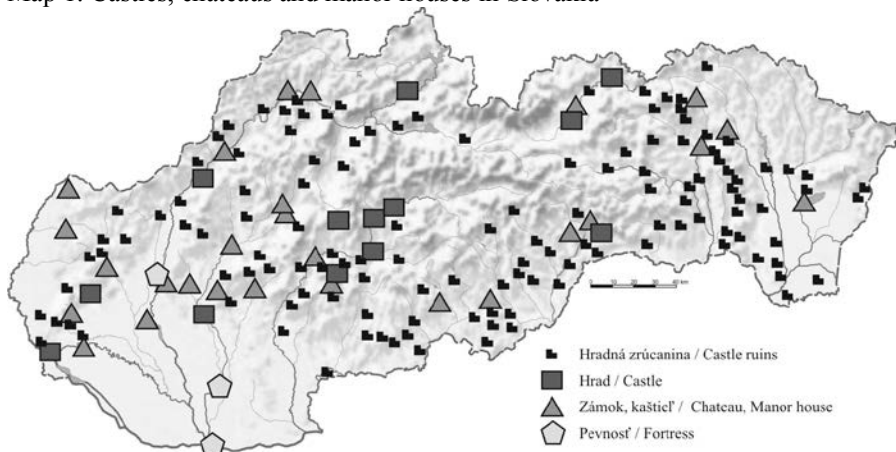 Map 1: Castles, chateaus and manor houses in Slovakia
Hradná zrúcanina / Castle ruins
Hrad / Castle
Zámok, kaštieľ / Chateau, Manor house
Pevnosť / Fortress